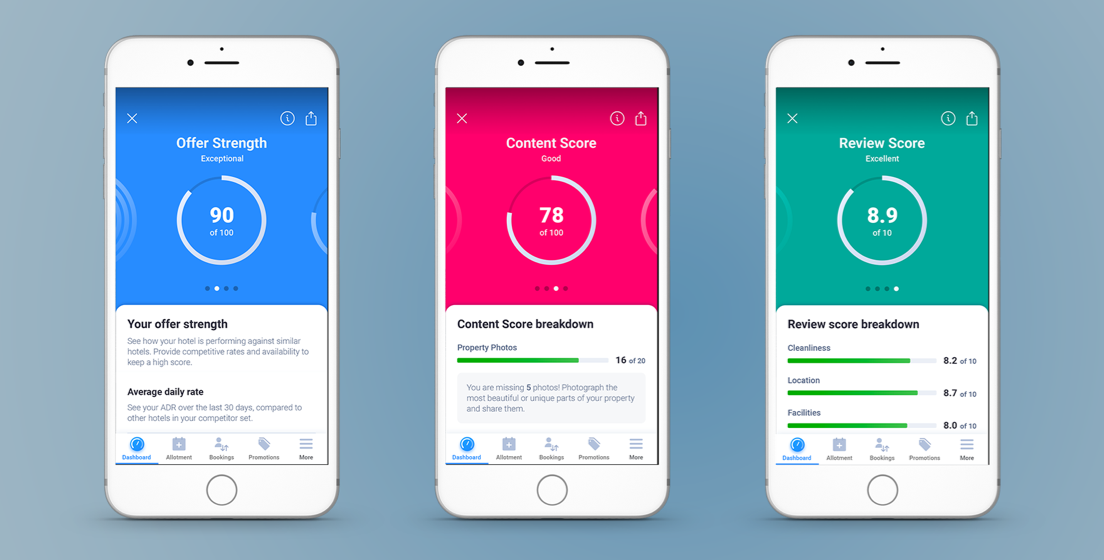 Offer Strength
Exceptional
90
of 100
Your offer strength
See how your hotel is performing against similar
hotels. Provide competitive rates and availability to
keep a high score.
Average daily rate
See your ADR over the last 30 days, compared to
other hotels in your competitor set.
Dashboard Allotment Bookings Promotions More
Content Score
Good
78
of 100
Content Score breakdown
Property Photos
16 of 20
You are missing 5 photos! Photograph the
most beautiful or unique parts of your property
and share them.
Dashboard Allotment Bookings Promotions More
Review Score
Excellent
8.9
of 10
Review score breakdown
Cleanliness
8.2 of 10
Location
8.7 of 10
Facilities
8.0 of 10
Dashboard Allotment Bookings Promotions More